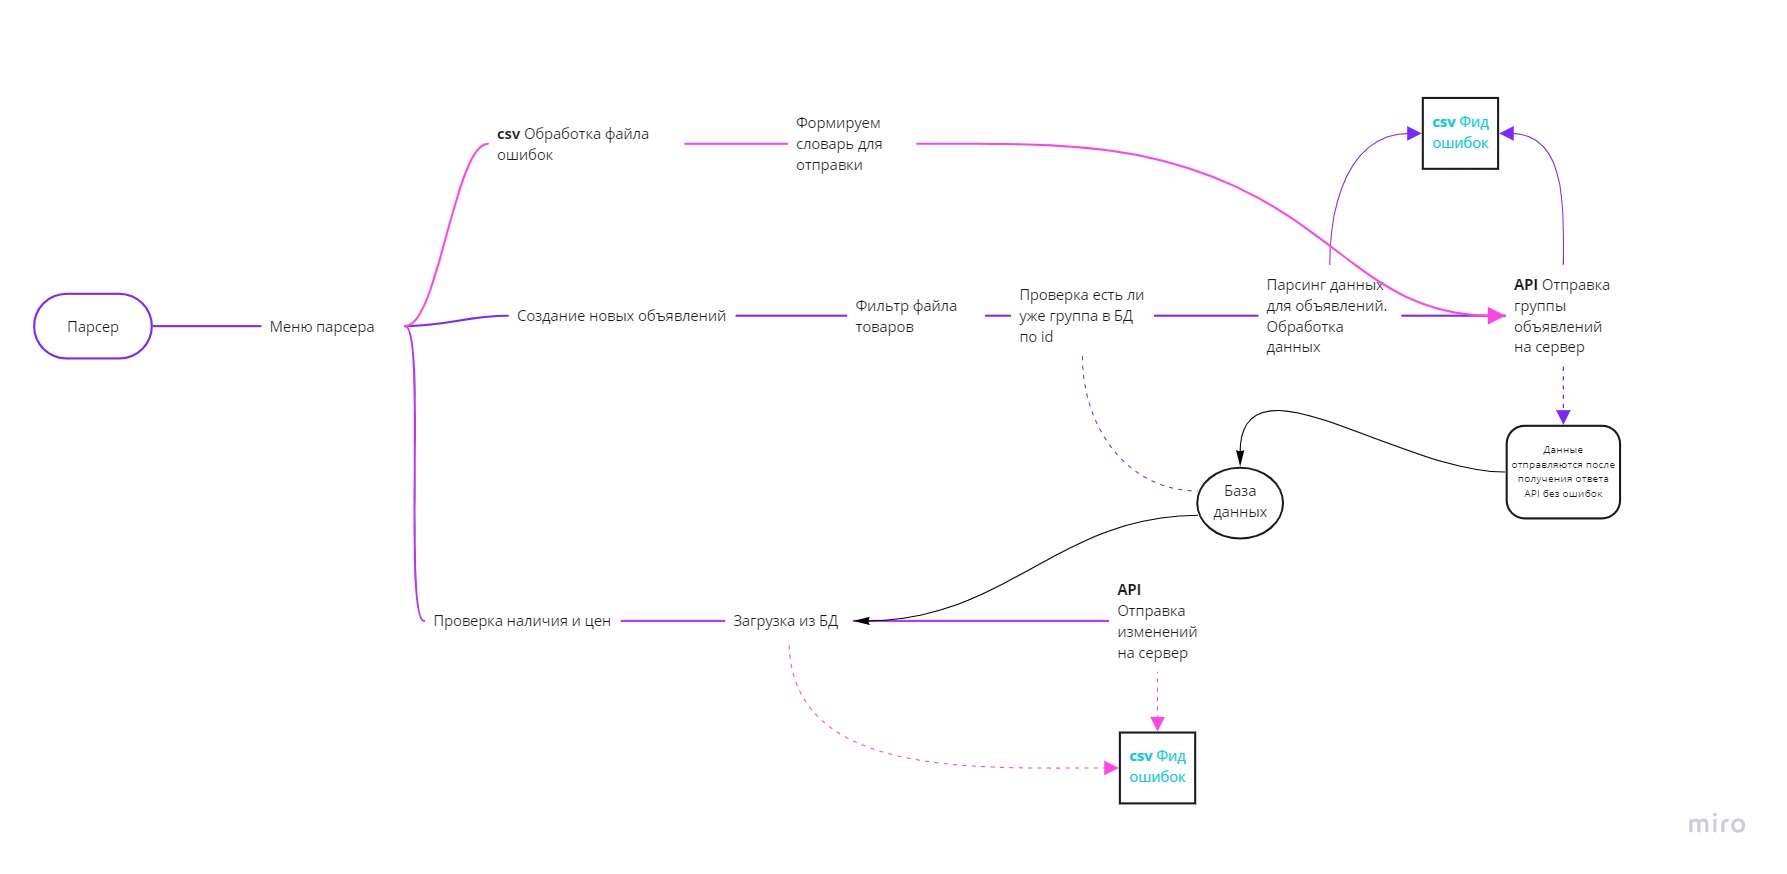 Парсер
Меню парсера
csv Обработка файла
ошибок
Формируем
словарь для
отправки
csv Фид
ошибок
Создание новых объявлений
Фильтр файла
товаров
Проверка есть ли
уже группа в БД
по id
Парсинг данных
для объявлений.
Обработка
данных
API Отправка
группы
объявлений
на сервер
Данные
отправляются после
получения ответа
API без ошибок
База
данных
Проверка наличия и цен
Загрузка из БД
API
Отправка
изменений
на сервер
csv Фид
ошибок
miro